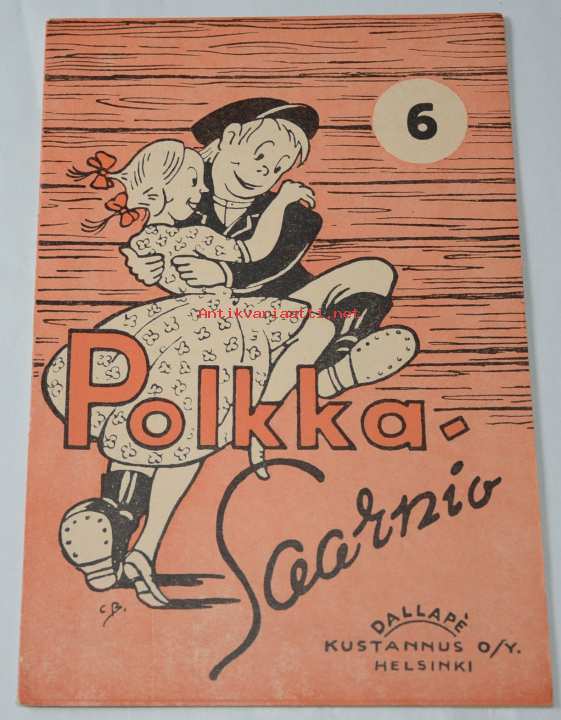 6
Antikvariaatti.net
Polkka-
Saarnio
C B.
DALLAPÉ
KUSTANNUS O/Y.
HELSINKI